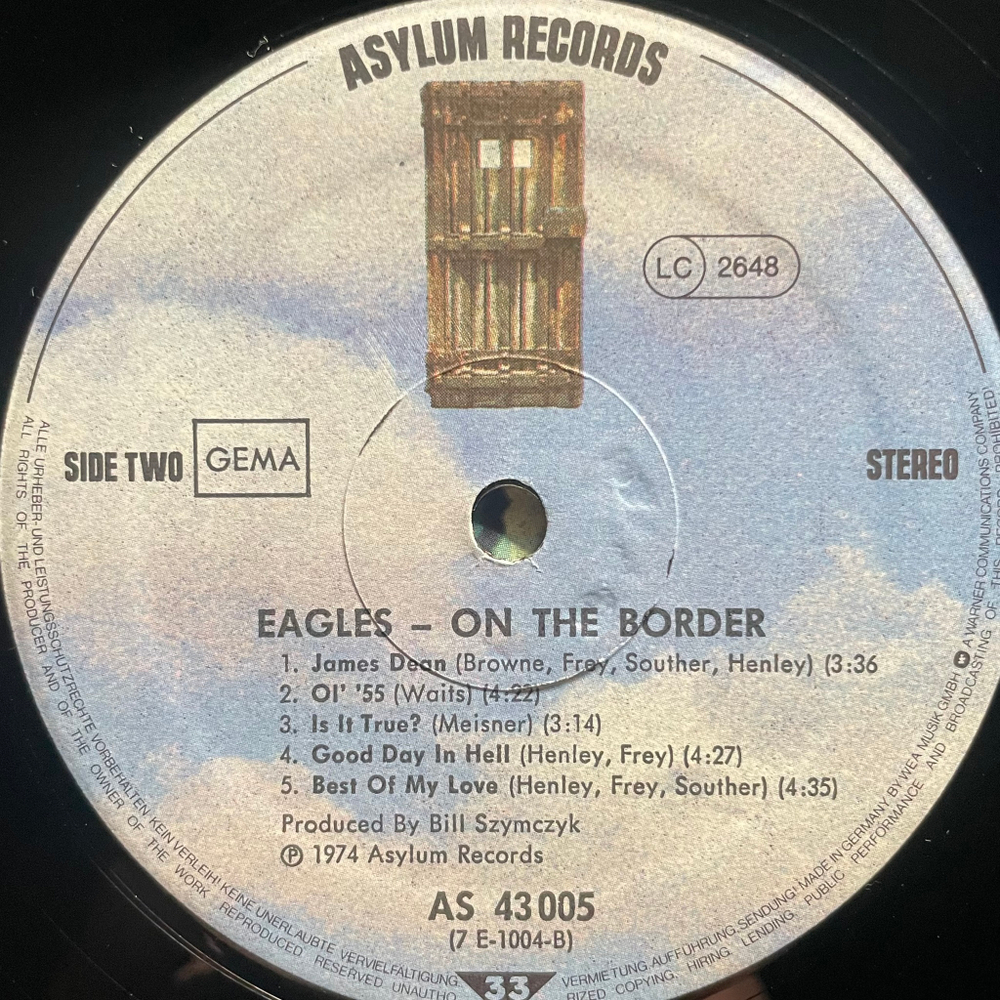 ASYLUM RECORDS
LC 2648
SIDE TWO GEMA STEREO
EAGLES – ON THE BORDER
1. James Dean (Browne, Frey, Souther, Henley) (3:36
2. Ol' '55 (Waits) (4:22)
3. Is It True? (Meisner) (3:14)
4. Good Day In Hell (Henley, Frey) (4:27)
5. Best Of My Love (Henley, Frey, Souther) (4:35)
Produced By Bill Szymczyk
℗ 1974 Asylum Records
AS 43 005
(7 E-1004-B)
33
ALLE URHEBER- UND LEISTUNGSSCHUTZRECHTE VORBEHALTEN KEIN VERLEIH! KEINE UNERLAUBTE VERVIELFÄLTIGUNG, VERMIETUNG, AUFFÜHRUNG, SENDUNG! MADE IN GERMANY BY WEA MUSIK GMBH A WARNER COMMUNICATIONS COMPANY
ALL RIGHTS OF THE PRODUCER AND OF THE OWNER OF THE WORK REPRODUCED RESERVED UNAUTHO RIZED COPYING, HIRING, LENDING, PUBLIC PERFORMANCE AND BROADCASTING OF THIS PROHIBITED!